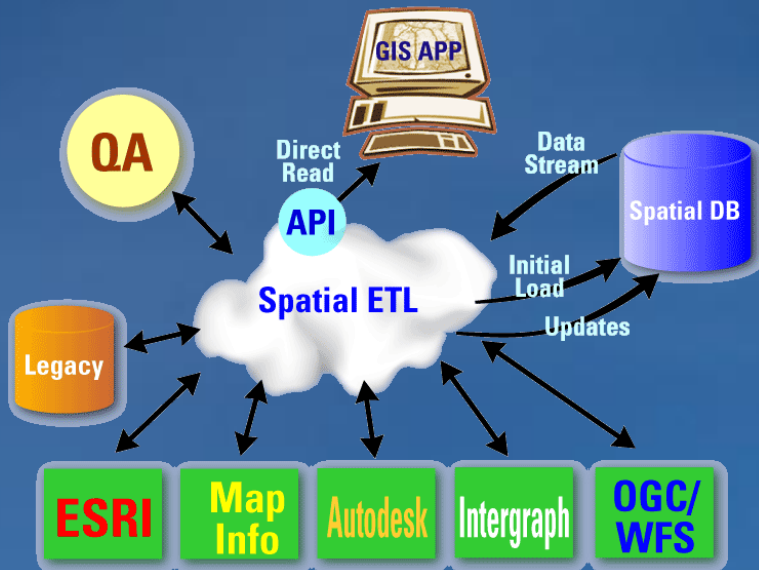 GIS APP
QA
Direct
Read
Data
Stream
API
Spatial DB
Spatial ETL
Initial
Load
Updates
Legacy
ESRI
Map
Info
Autodesk
Intergraph
OGC/
WFS